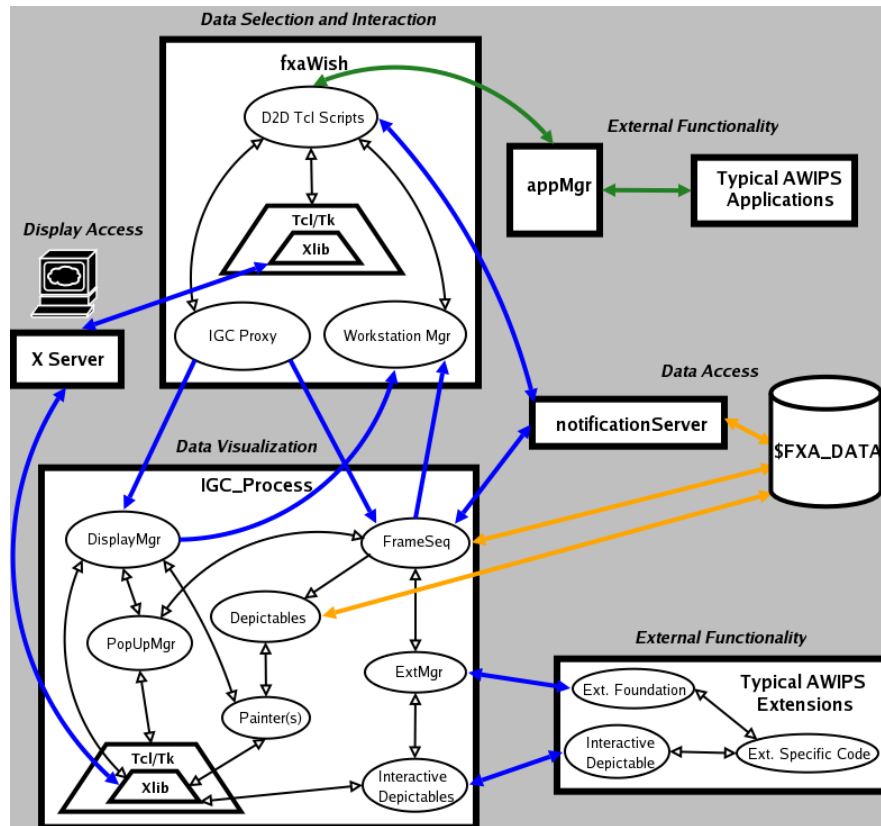 Data Selection and Interaction
fxaWish
D2D Tcl Scripts
External Functionality
appMgr
Typical AWIPS
Applications
Tcl/Tk
Xlib
Display Access
IGC Proxy
Workstation Mgr
X Server
Data Access
notificationServer
$FXA_DATA
Data Visualization
IGC_Process
DisplayMgr
FrameSeq
Depictables
PopUpMgr
ExtMgr
Painter(s)
Tcl/Tk
Xlib
Interactive
Depictables
External Functionality
Typical AWIPS
Extensions
Ext. Foundation
Interactive
Depictable
Ext. Specific Code